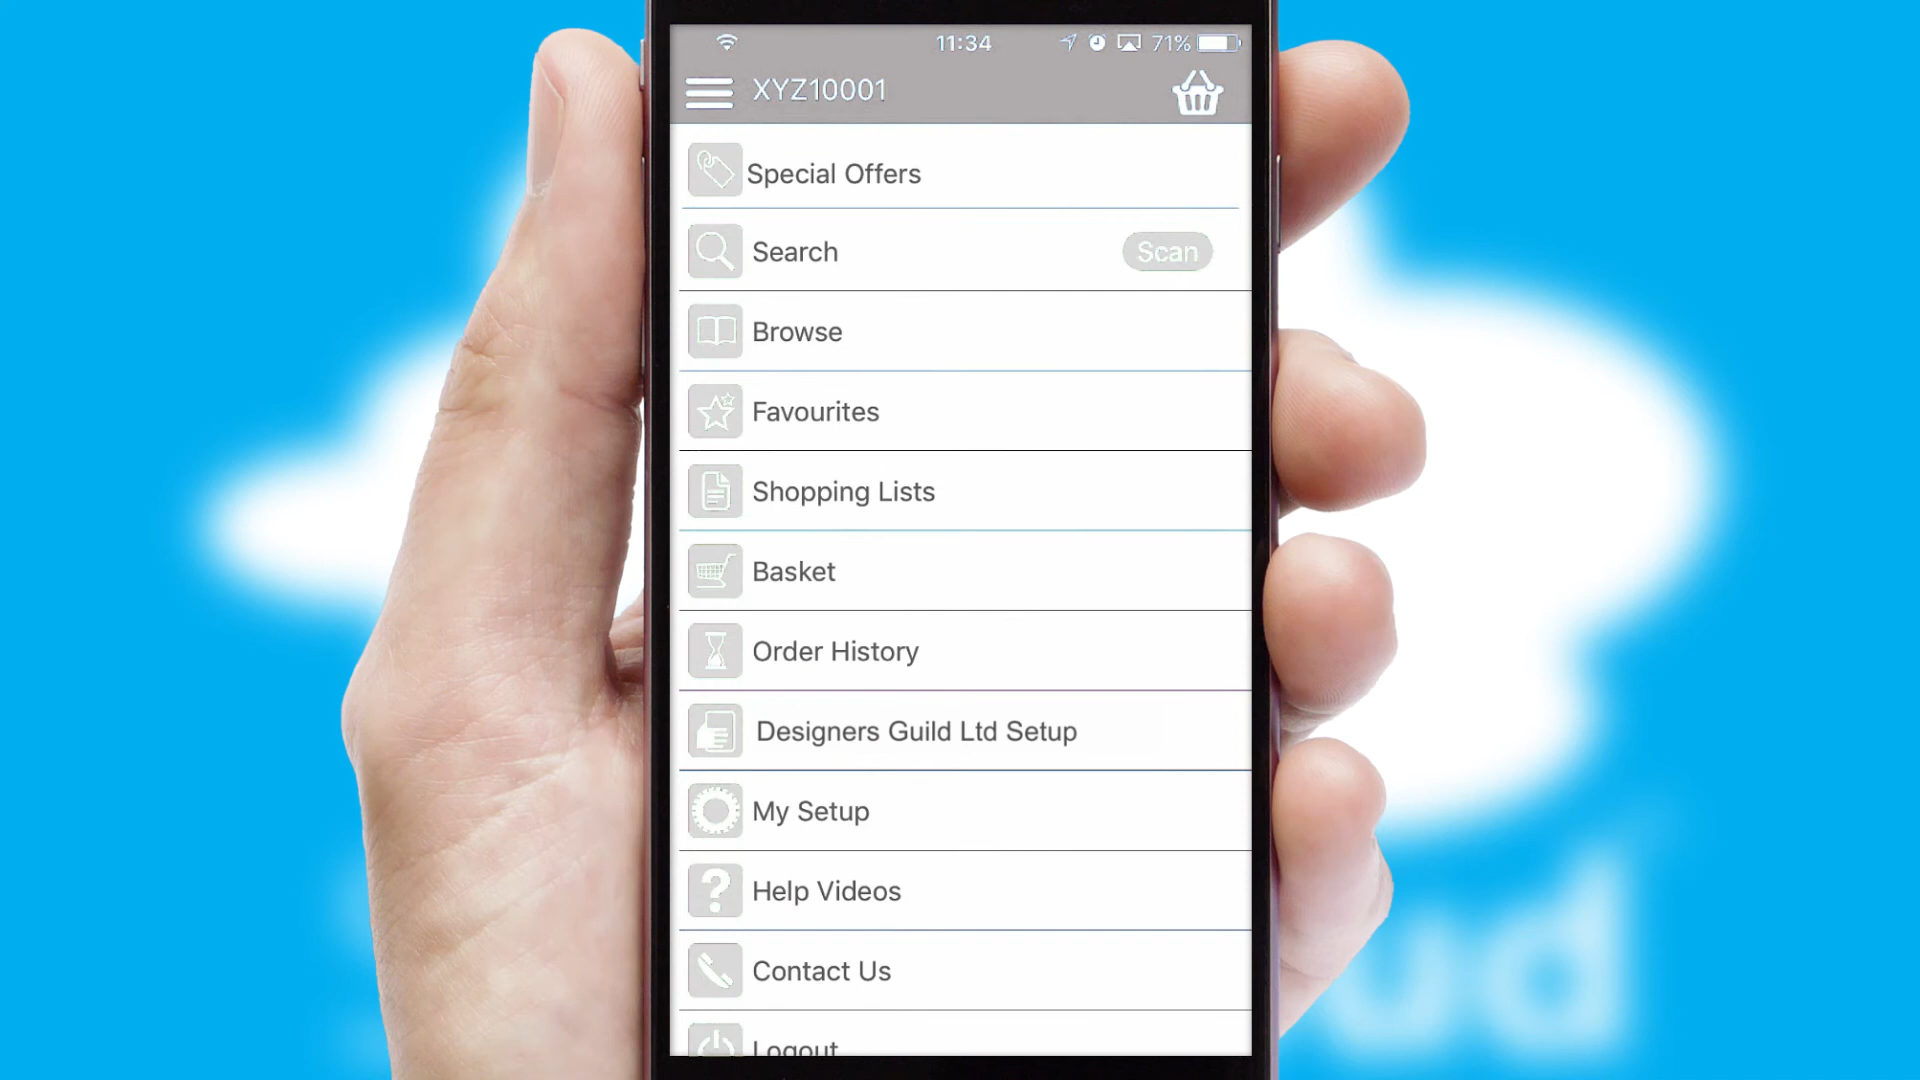 11:34
71%
XYZ10001
Special Offers
Search
Scan
Browse
Favourites
Shopping Lists
Basket
Order History
Designers Guild Ltd Setup
My Setup
Help Videos
Contact Us
Logout
ud